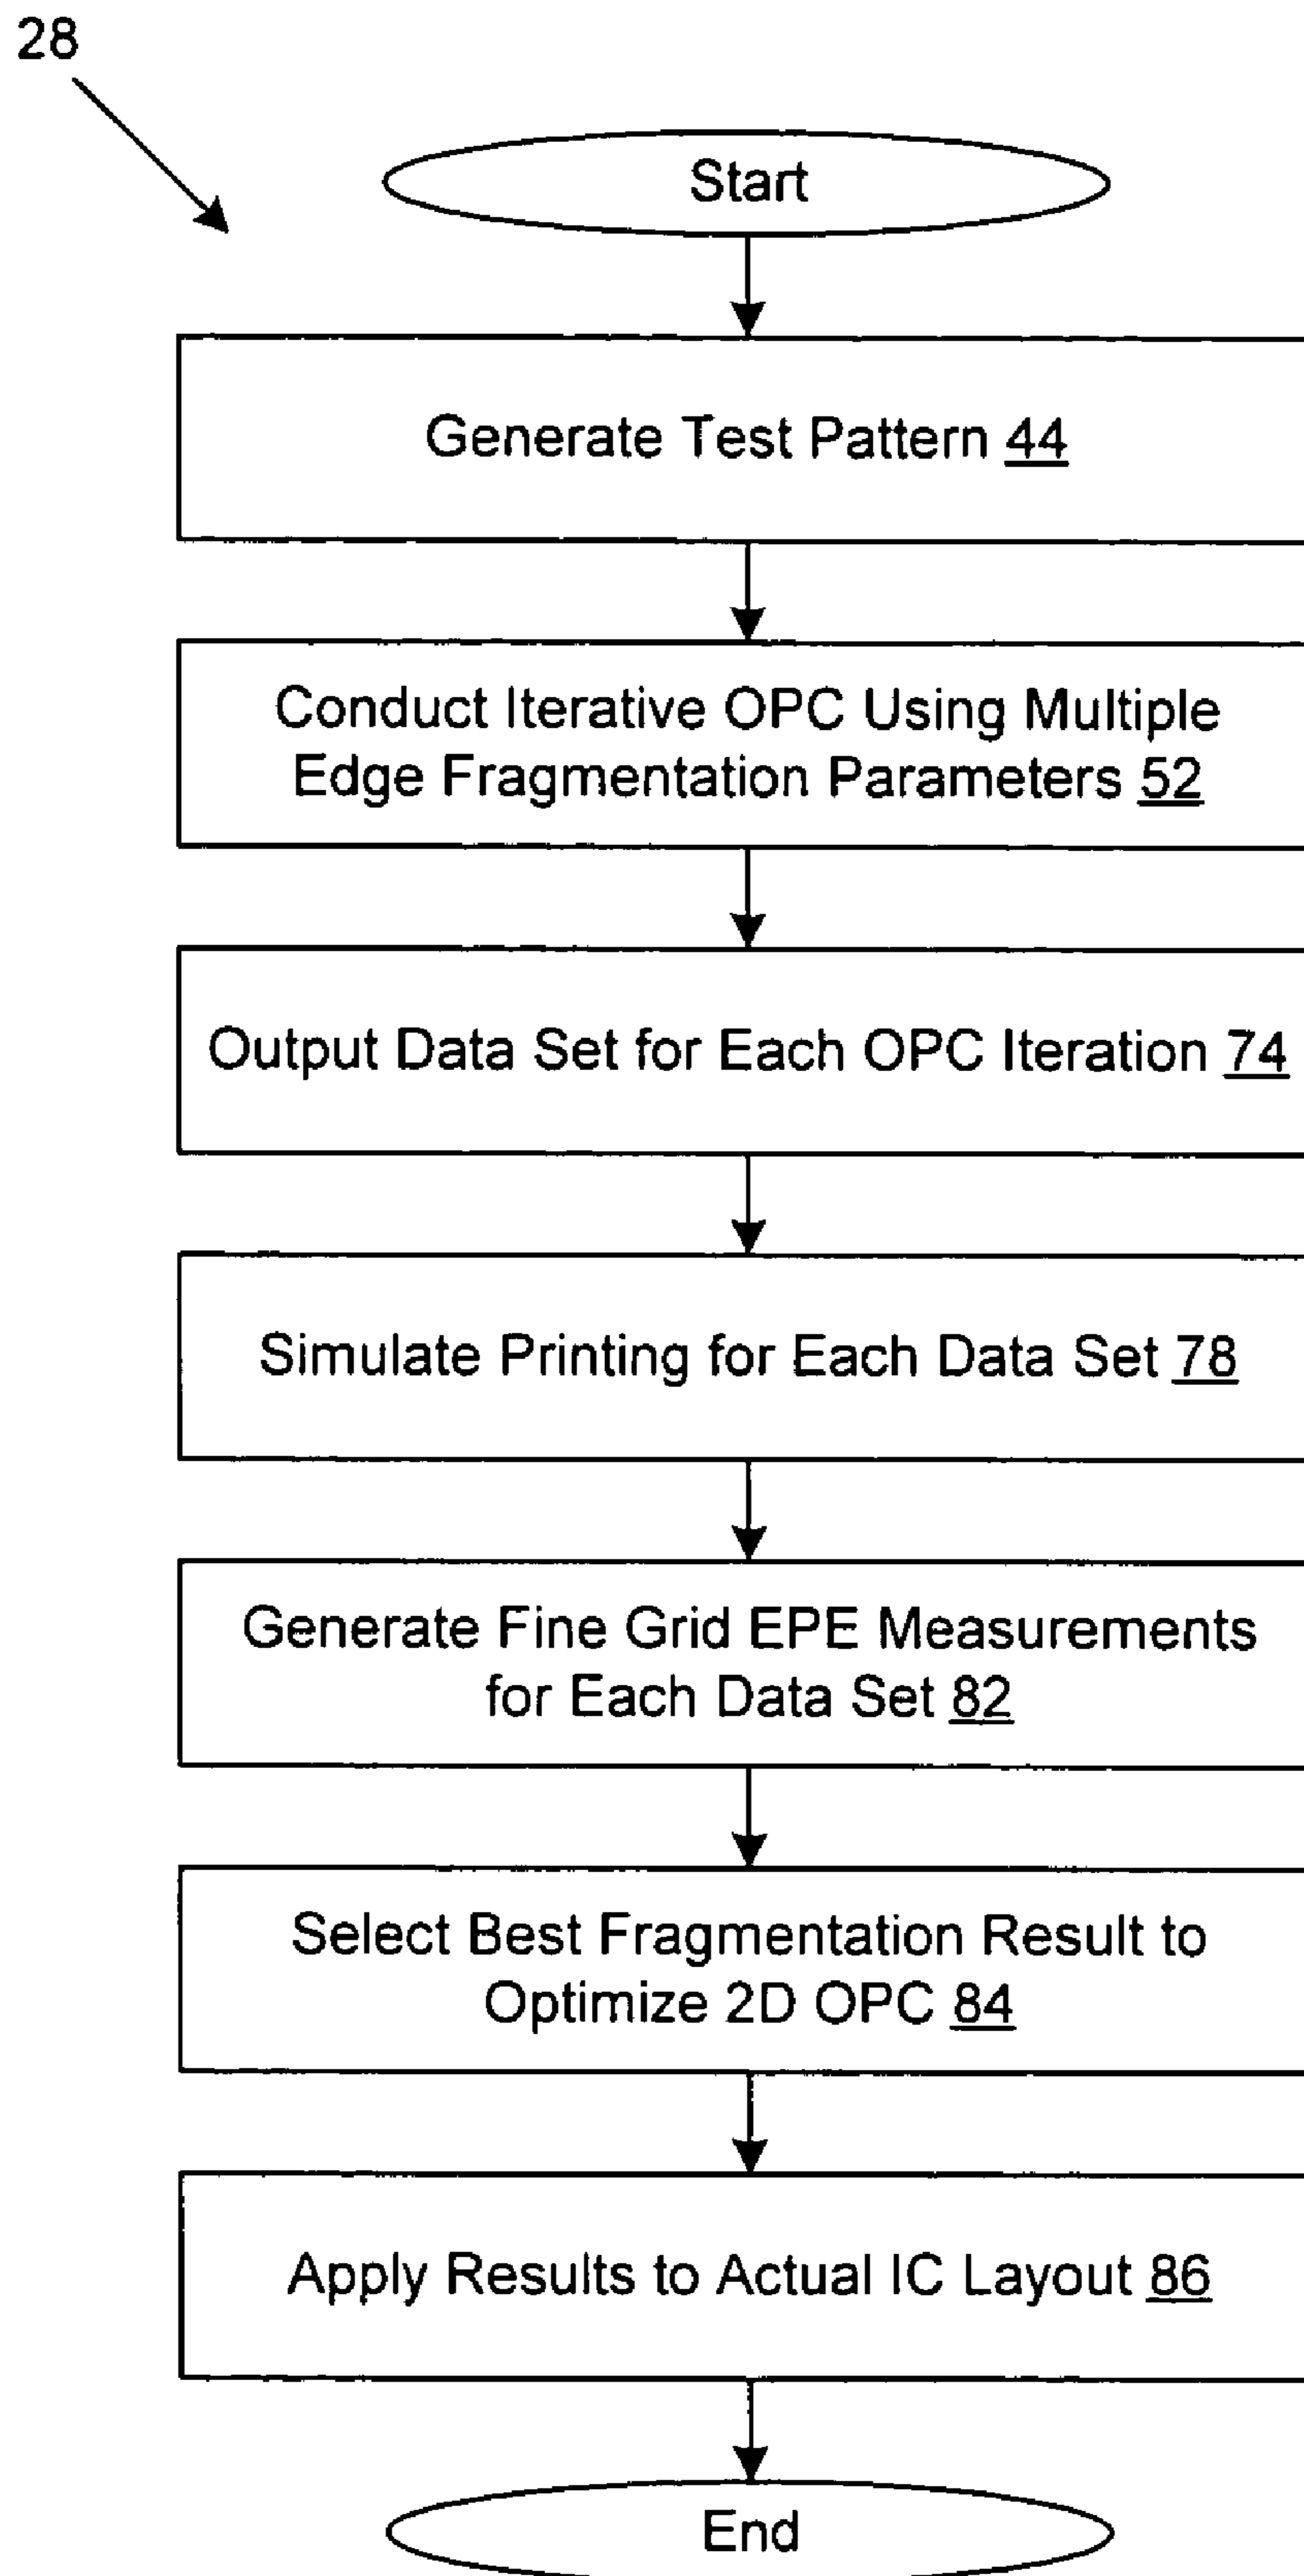 28
Start
Generate Test Pattern 44
Conduct Iterative OPC Using Multiple
Edge Fragmentation Parameters 52
Output Data Set for Each OPC Iteration 74
Simulate Printing for Each Data Set 78
Generate Fine Grid EPE Measurements
for Each Data Set 82
Select Best Fragmentation Result to
Optimize 2D OPC 84
Apply Results to Actual IC Layout 86
End